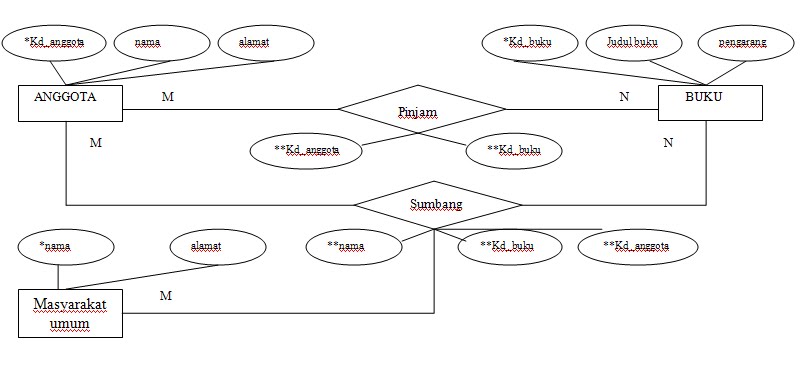 *Kd_anggota
nama
alamat
*Kd_buku
Judul buku
pengarang
ANGGOTA
M
Pinjam
N
BUKU
M
N
**Kd_anggota
**Kd_buku
Sumbang
*nama
alamat
**nama
**Kd_buku
**Kd_anggota
Masyarakat
umum
M